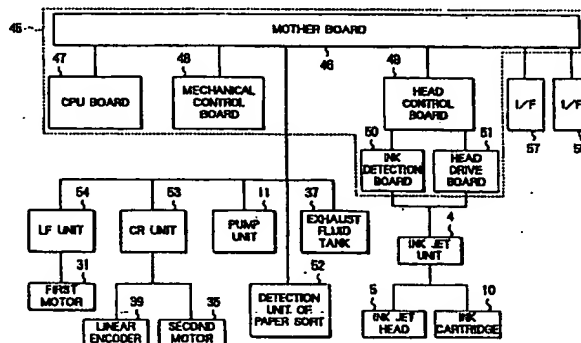 45
MOTHER BOARD
46
47
CPU BOARD
48
MECHANICAL
CONTROL
BOARD
49
HEAD
CONTROL
BOARD
I/F
57
I/F
50
INK
DETECTION
BOARD
51
HEAD
DRIVE
BOARD
54
LF UNIT
53
CR UNIT
11
PUMP
UNIT
37
EXHAUST
FLUID
TANK
4
INK JET
UNIT
31
FIRST
MOTOR
39
LINEAR
ENCODER
35
SECOND
MOTOR
52
DETECTION
UNIT OF
PAPER SORT
5
INK JET
HEAD
10
INK
CARTRIDGE